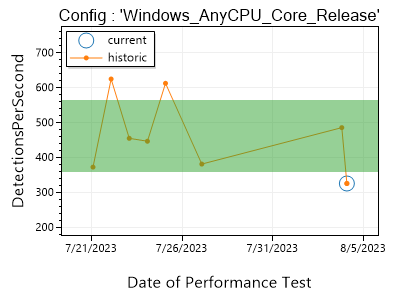 Config : 'Windows_AnyCPU_Core_Release'
current
historic
DetectionsPerSecond
700
600
500
400
300
200
7/21/2023 7/26/2023 7/31/2023 8/5/2023
Date of Performance Test